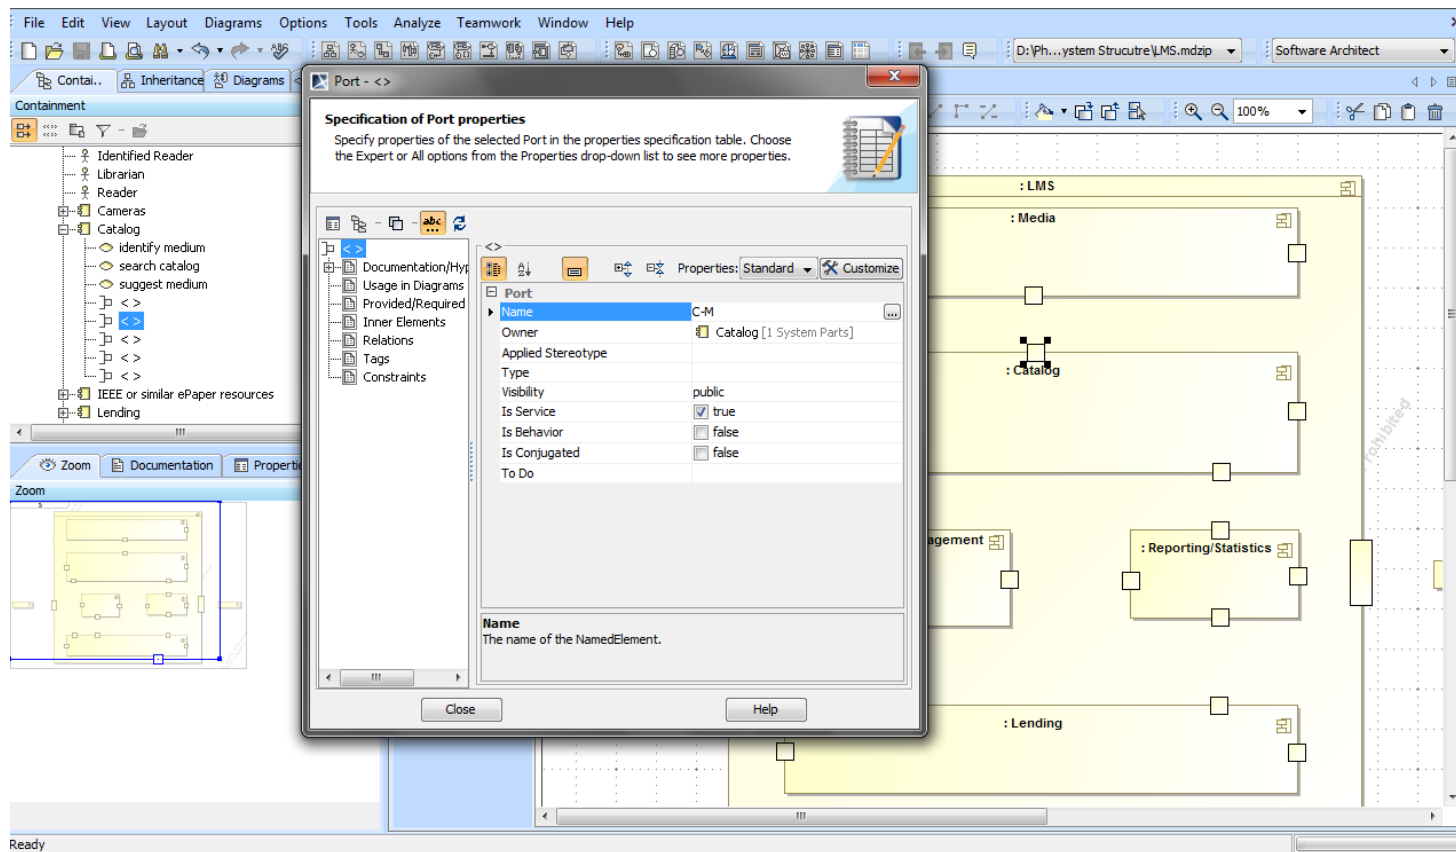 File Edit View Layout Diagrams Options Tools Analyze Teamwork Window Help
D:\Ph...ystem Strucutre\LMS.mdzip Software Architect
Contai.. Inheritance Diagrams
Port - <>
Containment
100%
Specification of Port properties
Specify properties of the selected Port in the properties specification table. Choose
the Expert or All options from the Properties drop-down list to see more properties.
Identified Reader
Librarian
Reader
Cameras
Catalog
identify medium
search catalog
suggest medium
< >
< >
< >
< >
< >
IEEE or similar ePaper resources
Lending
Zoom Documentation Properti
Zoom
abc
< >
Documentation/Hyp
Usage in Diagrams
Provided/Required
Inner Elements
Relations
Tags
Constraints
<>
Properties: Standard Customize
Port
Name C-M ...
Owner Catalog [1 System Parts]
Applied Stereotype
Type
Visibility public
Is Service true
Is Behavior false
Is Conjugated false
To Do
Name
The name of the NamedElement.
Close Help
: LMS
: Media
: Catalog
agement
: Reporting/Statistics
: Lending
Ready